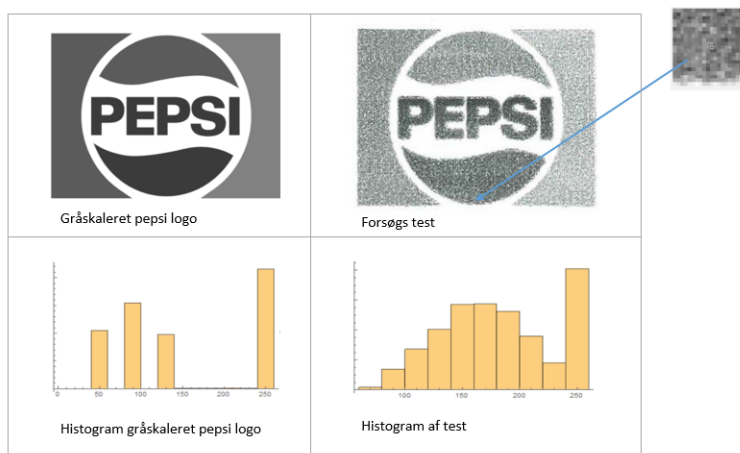 PEPSI
PEPSI
Gråskaleret pepsi logo
Forsøgs test
0 50 100 150 200 250
100 150 200 250
Histogram gråskaleret pepsi logo
Histogram af test